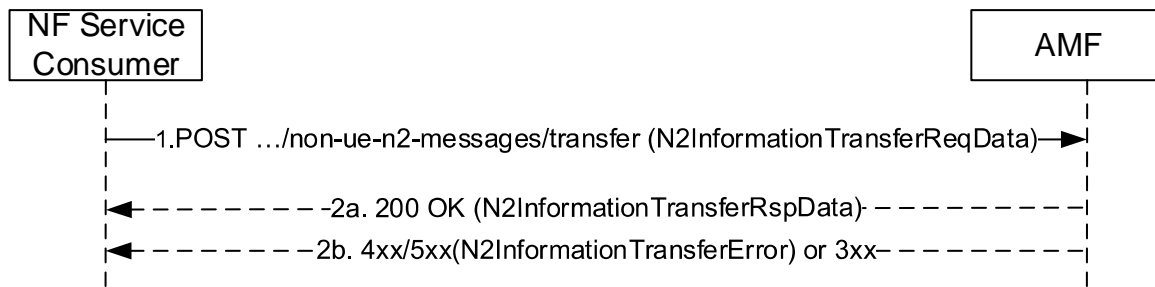 NF Service
Consumer
AMF
1.POST …/non-ue-n2-messages/transfer (N2InformationTransferReqData)
2a. 200 OK (N2InformationTransferRspData)
2b. 4xx/5xx(N2InformationTransferError) or 3xx